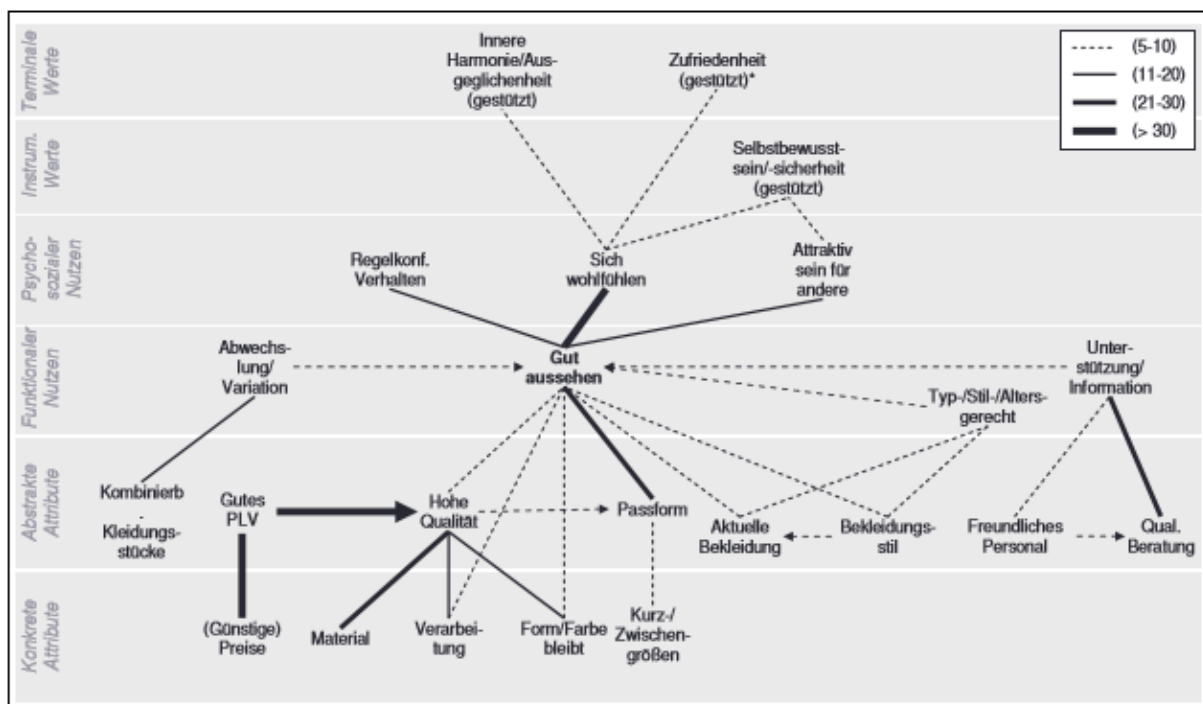 Terminale
Werte
Innere
Harmonie/Aus-
geglichenheit
(gestützt)
Zufriedenheit
(gestützt)*
(5-10)
(11-20)
(21-30)
(> 30)
Instrum.
Werte
Selbstbewusst-
sein/-sicherheit
(gestützt)
Psycho-
sozialer
Nutzen
Regelkonf.
Verhalten
Sich
wohlfühlen
Attraktiv
sein für
andere
Funktionaler
Nutzen
Abwechs-
lung/
Variation
Gut
aussehen
Typ-/Stil-/Alters-
gerecht
Unter-
stützung/
Information
Abstrakte
Attribute
Kombinierb
.
Kleidungs-
stücke
Gutes
PLV
Hohe
Qualität
Passform
Aktuelle
Bekleidung
Bekleidungs-
stil
Freundliches
Personal
Qual.
Beratung
Konkrete
Attribute
(Günstige)
Preise
Material
Verarbei-
tung
Form/Farbe
bleibt
Kurz-/
Zwischen-
größen